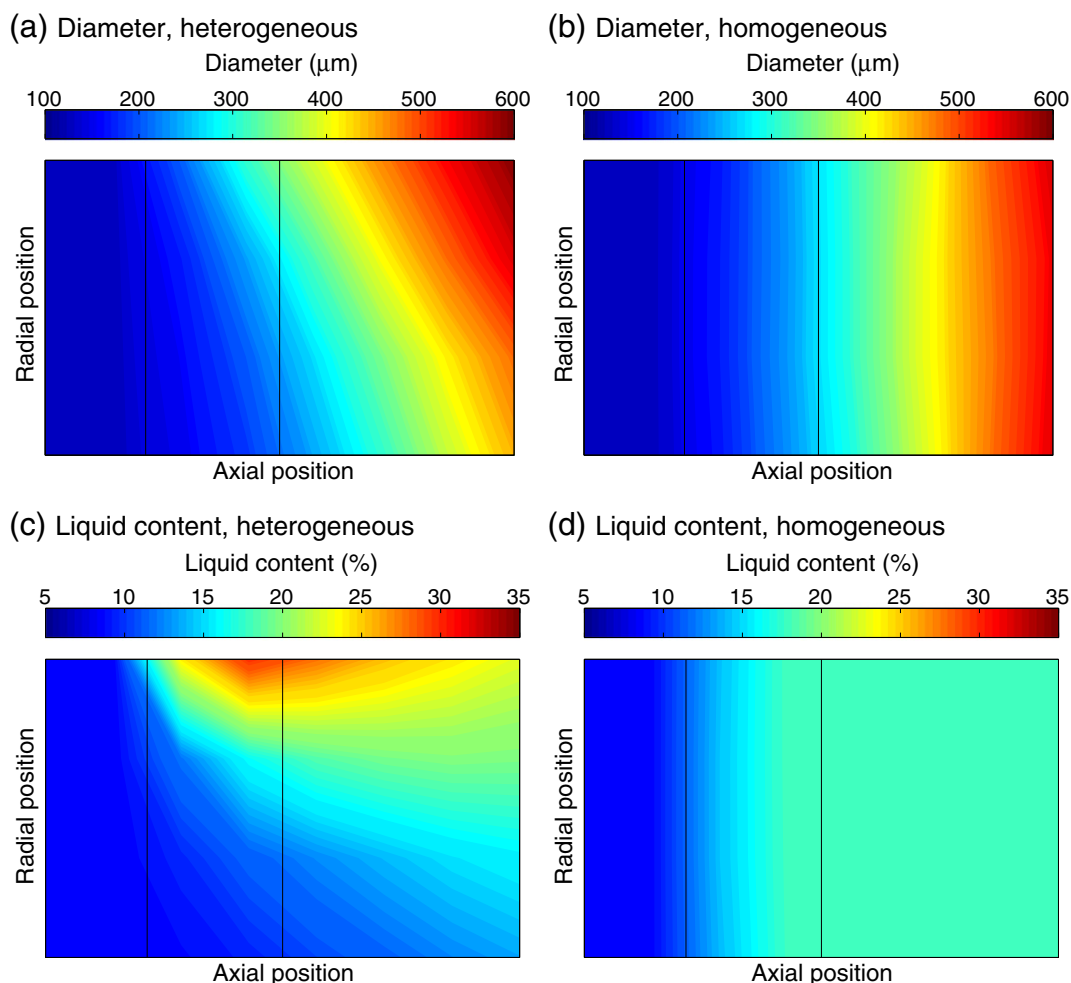 (a) Diameter, heterogeneous
Diameter (μm)
100 200 300 400 500 600
Radial position
Axial position
(b) Diameter, homogeneous
Diameter (μm)
100 200 300 400 500 600
Radial position
Axial position
(c) Liquid content, heterogeneous
Liquid content (%)
5 10 15 20 25 30 35
Radial position
Axial position
(d) Liquid content, homogeneous
Liquid content (%)
5 10 15 20 25 30 35
Radial position
Axial position